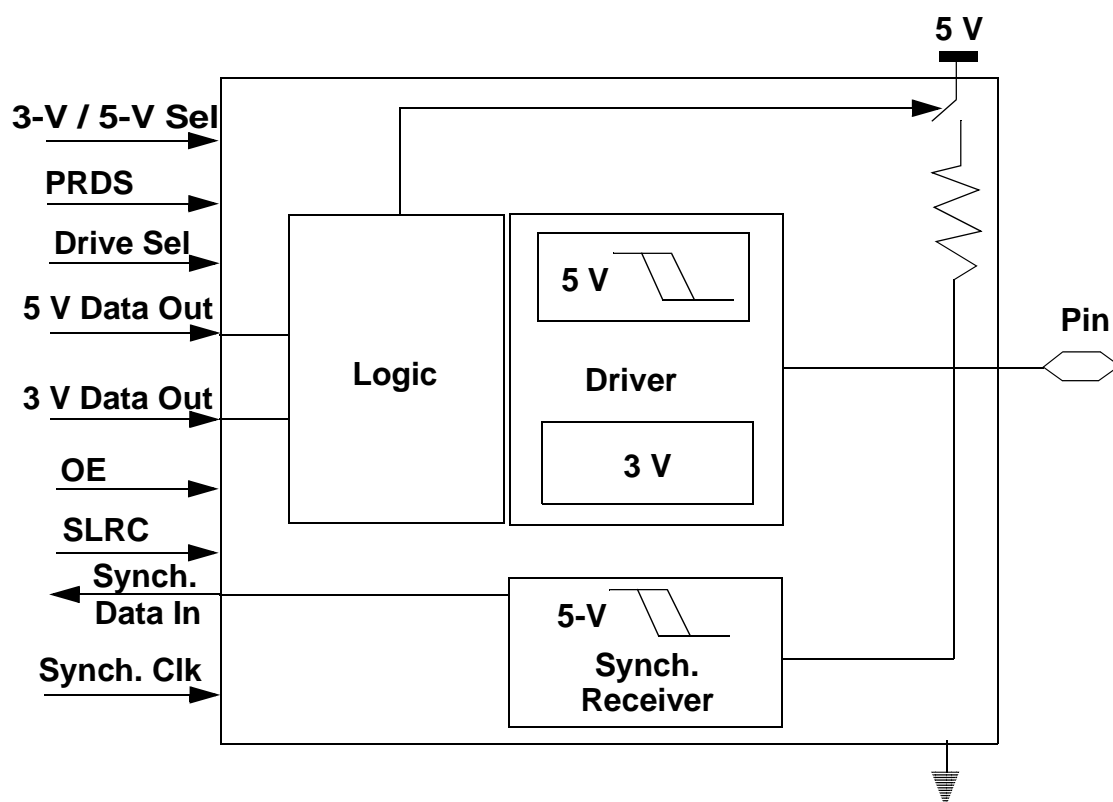 5 V
3-V / 5-V Sel
PRDS
Drive Sel
5 V Data Out
3 V Data Out
OE
SLRC
Synch.
Data In
Synch. Clk
Logic
5 V
Driver
3 V
5-V
Synch.
Receiver
Pin